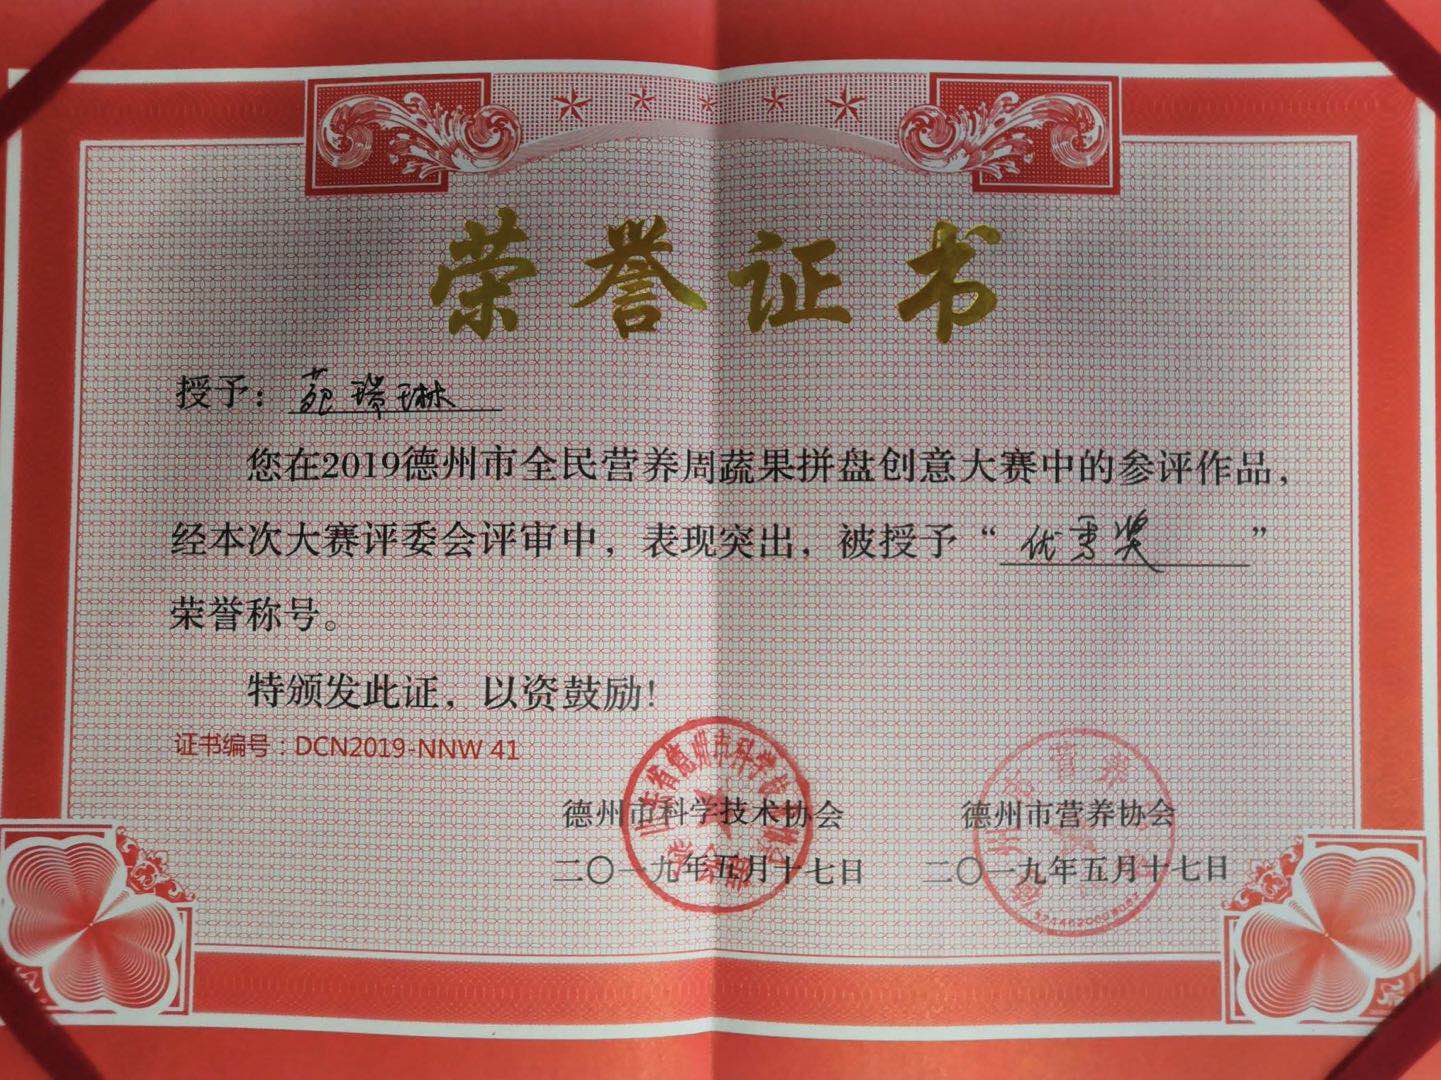 荣誉证书
授予：苑瑞琳
您在2019德州市全民营养周蔬果拼盘创意大赛中的参评作品，
经本次大赛评委会评审中，表现突出，被授予“优秀奖”
荣誉称号。
特颁发此证，以资鼓励！
证书编号：DCN2019-NNW 41
德州市科学技术协会 德州市营养协会
二〇一九年五月十七日 二〇一九年五月十七日